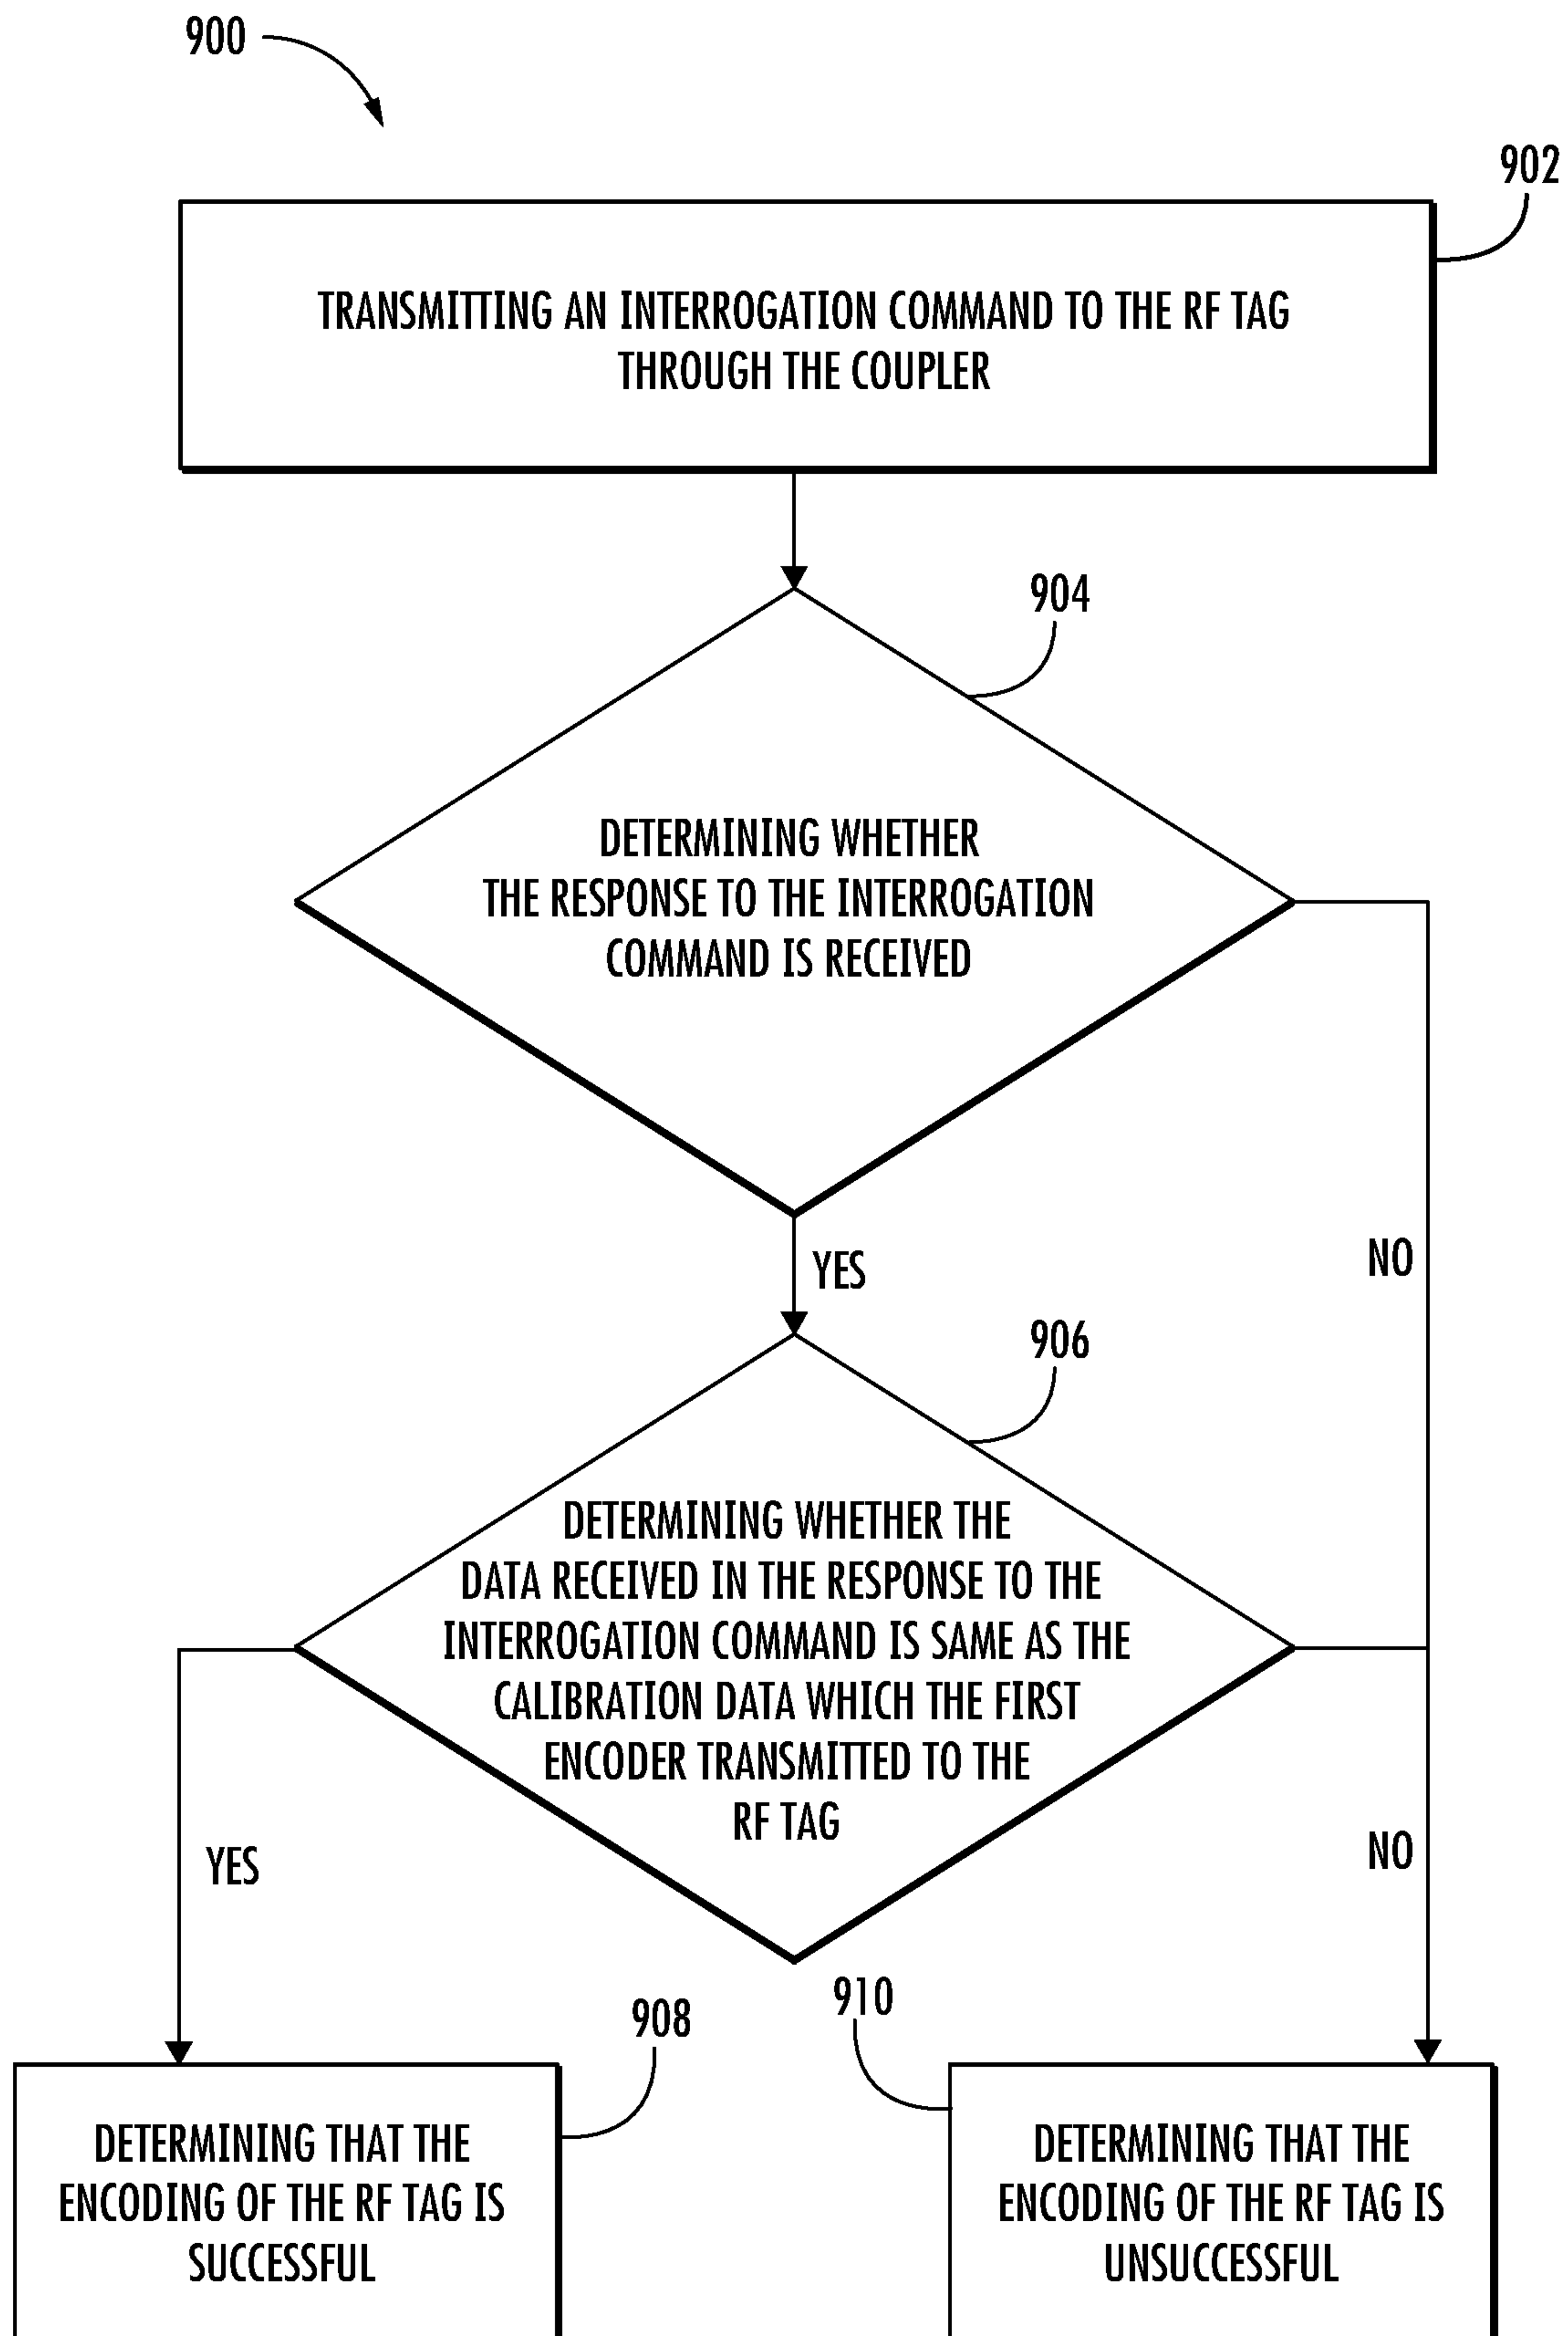 900
902
TRANSMITTING AN INTERROGATION COMMAND TO THE RF TAG
THROUGH THE COUPLER
904
DETERMINING WHETHER
THE RESPONSE TO THE INTERROGATION
COMMAND IS RECEIVED
YES
NO
906
DETERMINING WHETHER THE
DATA RECEIVED IN THE RESPONSE TO THE
INTERROGATION COMMAND IS SAME AS THE
CALIBRATION DATA WHICH THE FIRST
ENCODER TRANSMITTED TO THE
RF TAG
YES
NO
908
910
DETERMINING THAT THE
ENCODING OF THE RF TAG IS
SUCCESSFUL
DETERMINING THAT THE
ENCODING OF THE RF TAG IS
UNSUCCESSFUL